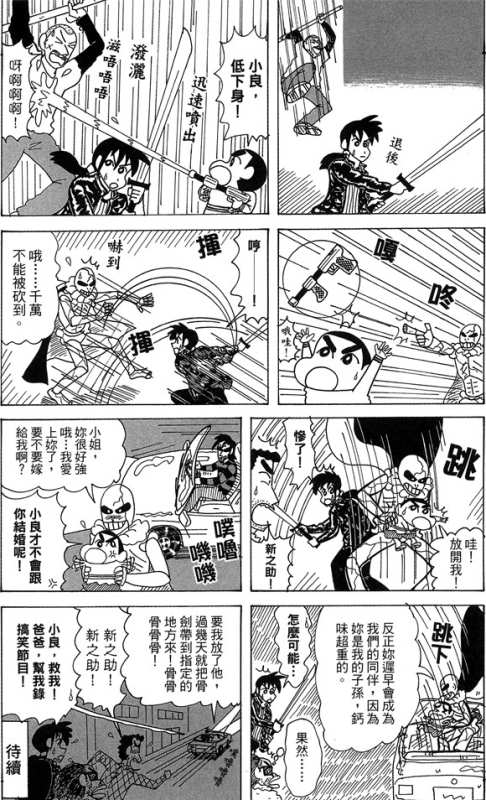 退後
小良，
低下身！
迅速噴出
潑灑
滋唔唔唔
呀啊啊啊！
咚
嘎
哦哇！
哼！
揮
揮
嚇到
哦……千萬
不能被砍到。
跳
哇！
放開我！
慘了！
新之助！
小姐，
妳很好強
哦…我愛
上妳了，
要不要嫁
給我啊？
噗嚕
嘰嘰
小良才不會跟
你結婚呢！
跳下
反正妳遲早會成為
我們的同伴，因為
妳是我的子孫，鈣
味超重的。
怎麼可能…
果然…
要我放了他，
過幾天就把骨
劍帶到指定的
地方來！骨骨
骨骨骨！
新之助！
新之助！
小良，救我！
爸爸，幫我錄
搞笑節目！
待續